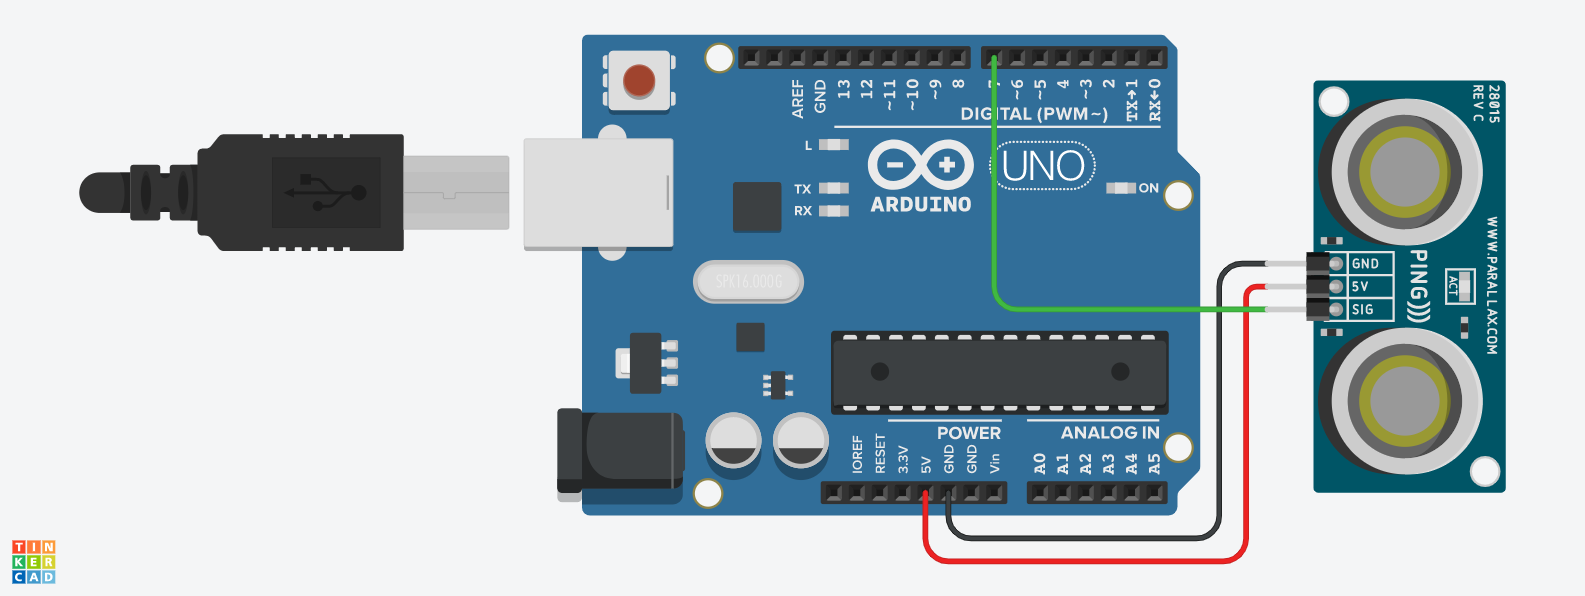 AREF
GND
13
12
~11
~10
~9
8
7
~6
~5
4
~3
2
TX→1
RX←0
DIGITAL (PWM~)
L
TX
RX
ON
UNO
ARDUINO
SPK16.000G
POWER
ANALOG IN
IOREF
RESET
3.3V
5V
GND
GND
Vin
A0
A1
A2
A3
A4
A5
28015
REV C
GND
5V
SIG
PING)))
ACT
WWW.PARALLAX.COM
TIN
KER
CAD